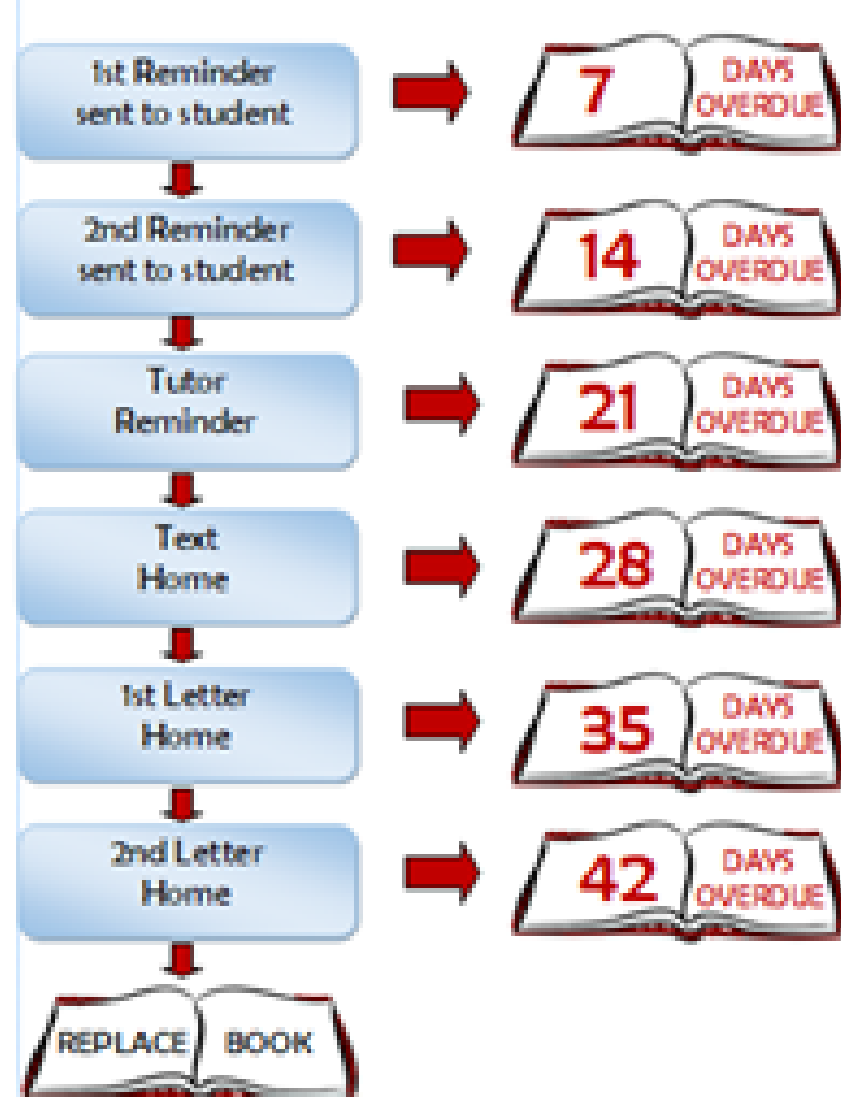 1st Reminder
sent to student
7
DAYS
OVERDUE
2nd Reminder
sent to student
14
DAYS
OVERDUE
Tutor
Reminder
21
DAYS
OVERDUE
Text
Home
28
DAYS
OVERDUE
1st Letter
Home
35
DAYS
OVERDUE
2nd Letter
Home
42
DAYS
OVERDUE
REPLACE BOOK